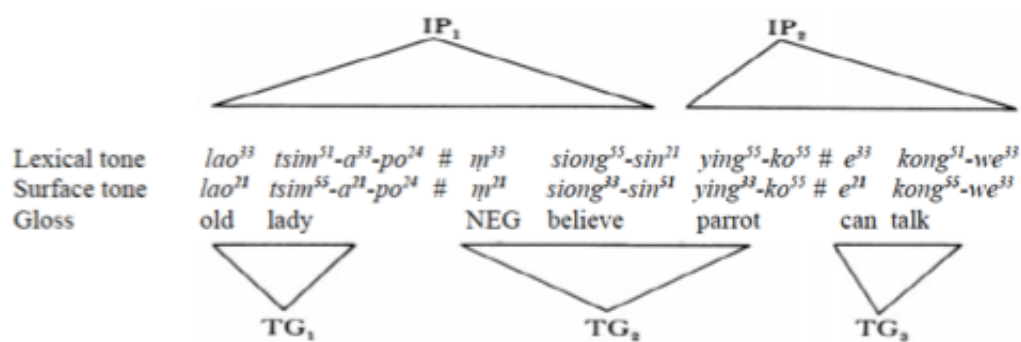 IP₁ IP₂
Lexical tone lao³³ tsim⁵¹-a³³-po²⁴ # m̩³³ siong⁵⁵-sin²¹ ying⁵⁵-ko⁵⁵ # e³³ kong⁵¹-we³³
Surface tone lao²¹ tsim⁵⁵-a²¹-po²⁴ # m̩²¹ siong³³-sin⁵¹ ying³³-ko⁵⁵ # e²¹ kong⁵⁵-we³³
Gloss old lady NEG believe parrot can talk
TG₁ TG₂ TG₃